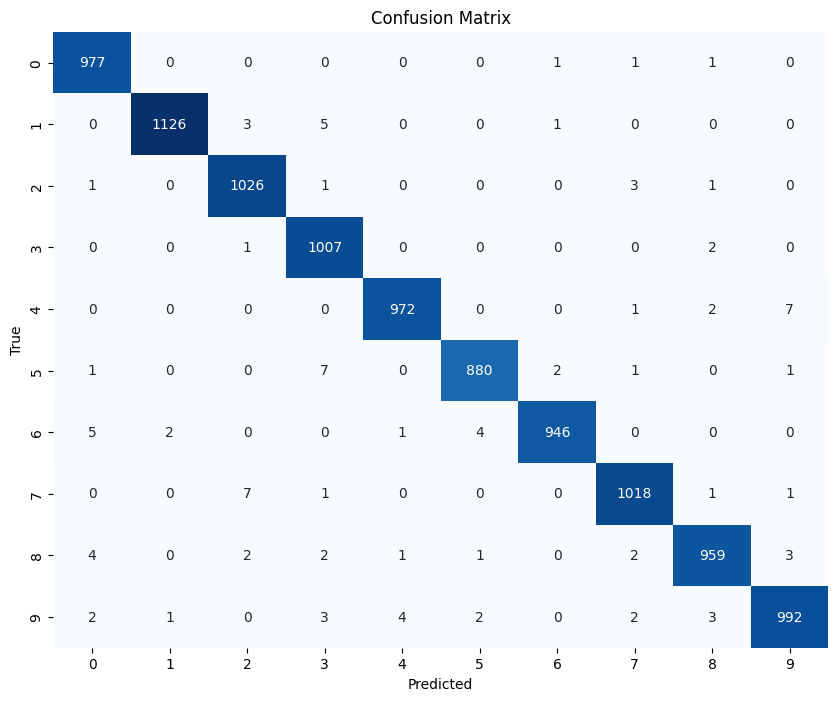 Confusion Matrix
0 977 0 0 0 0 0 1 1 1 0
1 0 1126 3 5 0 0 1 0 0 0
2 1 0 1026 1 0 0 0 3 1 0
3 0 0 1 1007 0 0 0 0 2 0
4 0 0 0 0 972 0 0 1 2 7
5 1 0 0 7 0 880 2 1 0 1
6 5 2 0 0 1 4 946 0 0 0
7 0 0 7 1 0 0 0 1018 1 1
8 4 0 2 2 1 1 0 2 959 3
9 2 1 0 3 4 2 0 2 3 992
0 1 2 3 4 5 6 7 8 9
Predicted
True